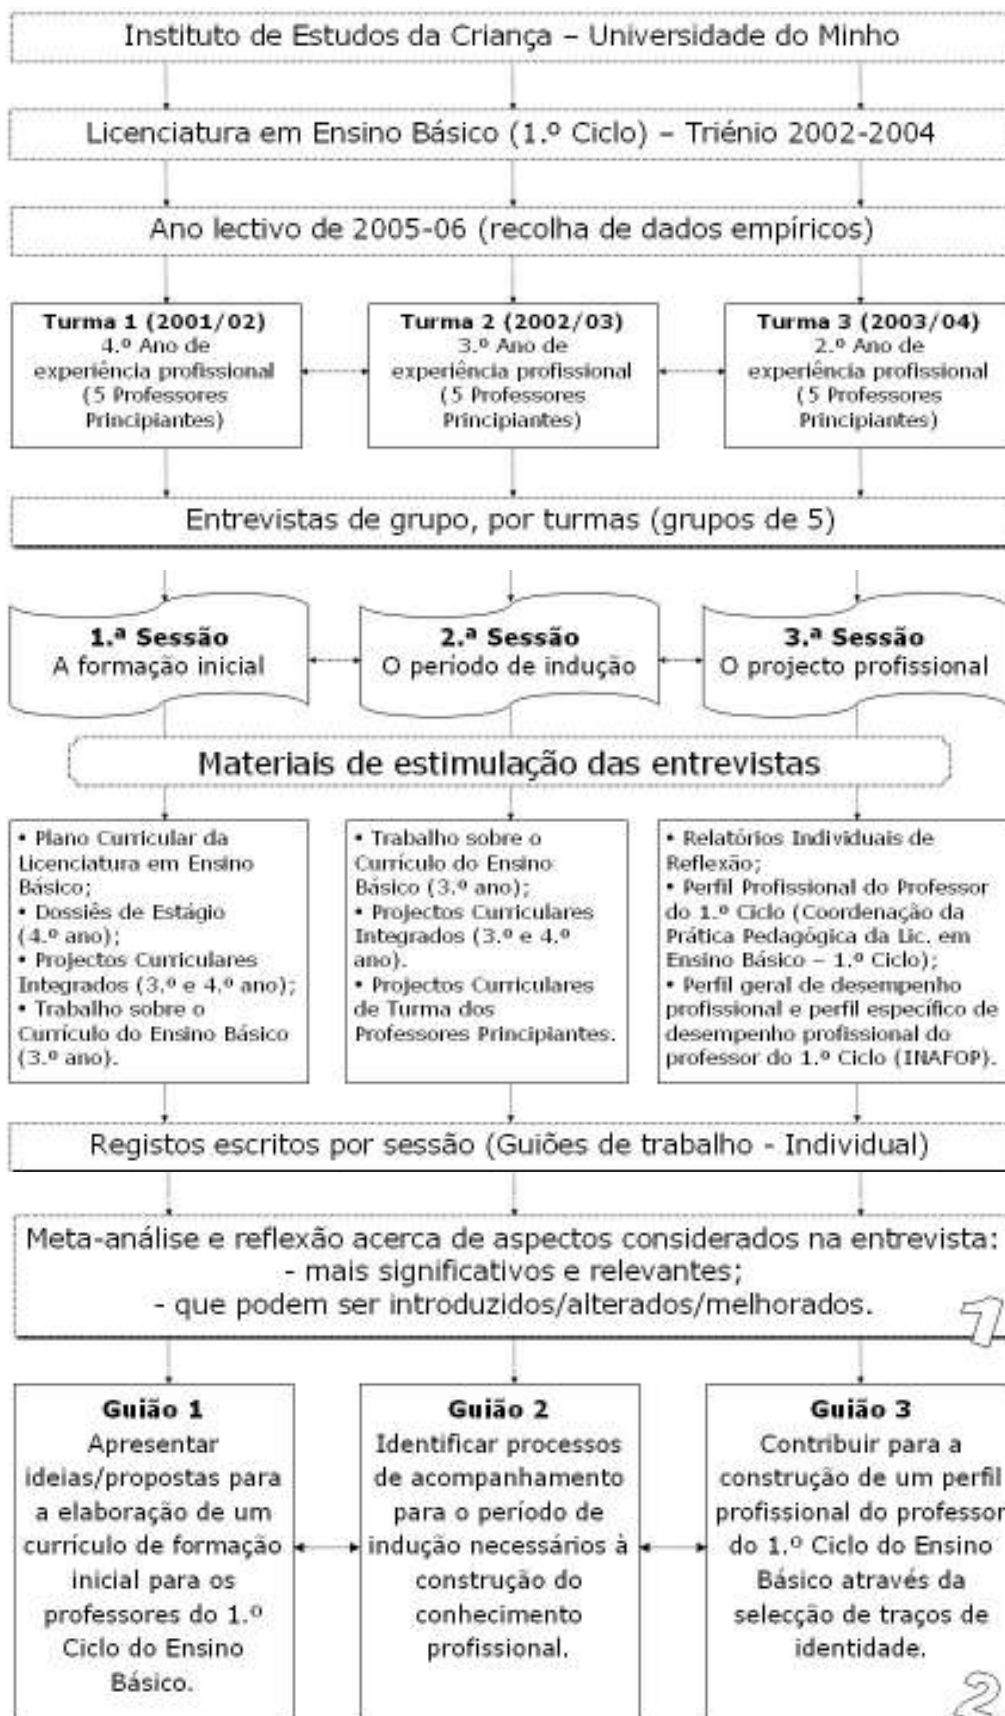 Instituto de Estudos da Criança – Universidade do Minho
Licenciatura em Ensino Básico (1.º Ciclo) – Triénio 2002-2004
Ano lectivo de 2005-06 (recolha de dados empíricos)
Turma 1 (2001/02)
4.º Ano de
experiência profissional
(5 Professores
Principiantes)
Turma 2 (2002/03)
3.º Ano de
experiência profissional
(5 Professores
Principiantes)
Turma 3 (2003/04)
2.º Ano de
experiência profissional
(5 Professores
Principiantes)
Entrevistas de grupo, por turmas (grupos de 5)
1.ª Sessão
A formação inicial
2.ª Sessão
O período de indução
3.ª Sessão
O projecto profissional
Materiais de estimulação das entrevistas
• Plano Curricular da
Licenciatura em Ensino
Básico;
• Dossiês de Estágio
(4.º ano);
• Projectos Curriculares
Integrados (3.º e 4.º ano);
• Trabalho sobre o
Currículo do Ensino Básico
(3.º ano).
• Trabalho sobre o
Currículo do Ensino
Básico (3.º ano);
• Projectos Curriculares
Integrados (3.º e 4.º
ano).
• Projectos Curriculares
de Turma dos
Professores Principiantes.
• Relatórios Individuais de
Reflexão;
• Perfil Profissional do Professor
do 1.º Ciclo (Coordenação da
Prática Pedagógica da Lic. em
Ensino Básico – 1.º Ciclo);
• Perfil geral de desempenho
profissional e perfil específico de
desempenho profissional do
professor do 1.º Ciclo (INAFOP).
Registos escritos por sessão (Guiões de trabalho - Individual)
Meta-análise e reflexão acerca de aspectos considerados na entrevista:
- mais significativos e relevantes;
- que podem ser introduzidos/alterados/melhorados.
1
Guião 1
Apresentar
ideias/propostas para
a elaboração de um
currículo de formação
inicial para os
professores do 1.º
Ciclo do Ensino
Básico.
Guião 2
Identificar processos
de acompanhamento
para o período de
indução necessários à
construção do
conhecimento
profissional.
Guião 3
Contribuir para a
construção de um perfil
profissional do professor
do 1.º Ciclo do Ensino
Básico através da
selecção de traços de
identidade.
2